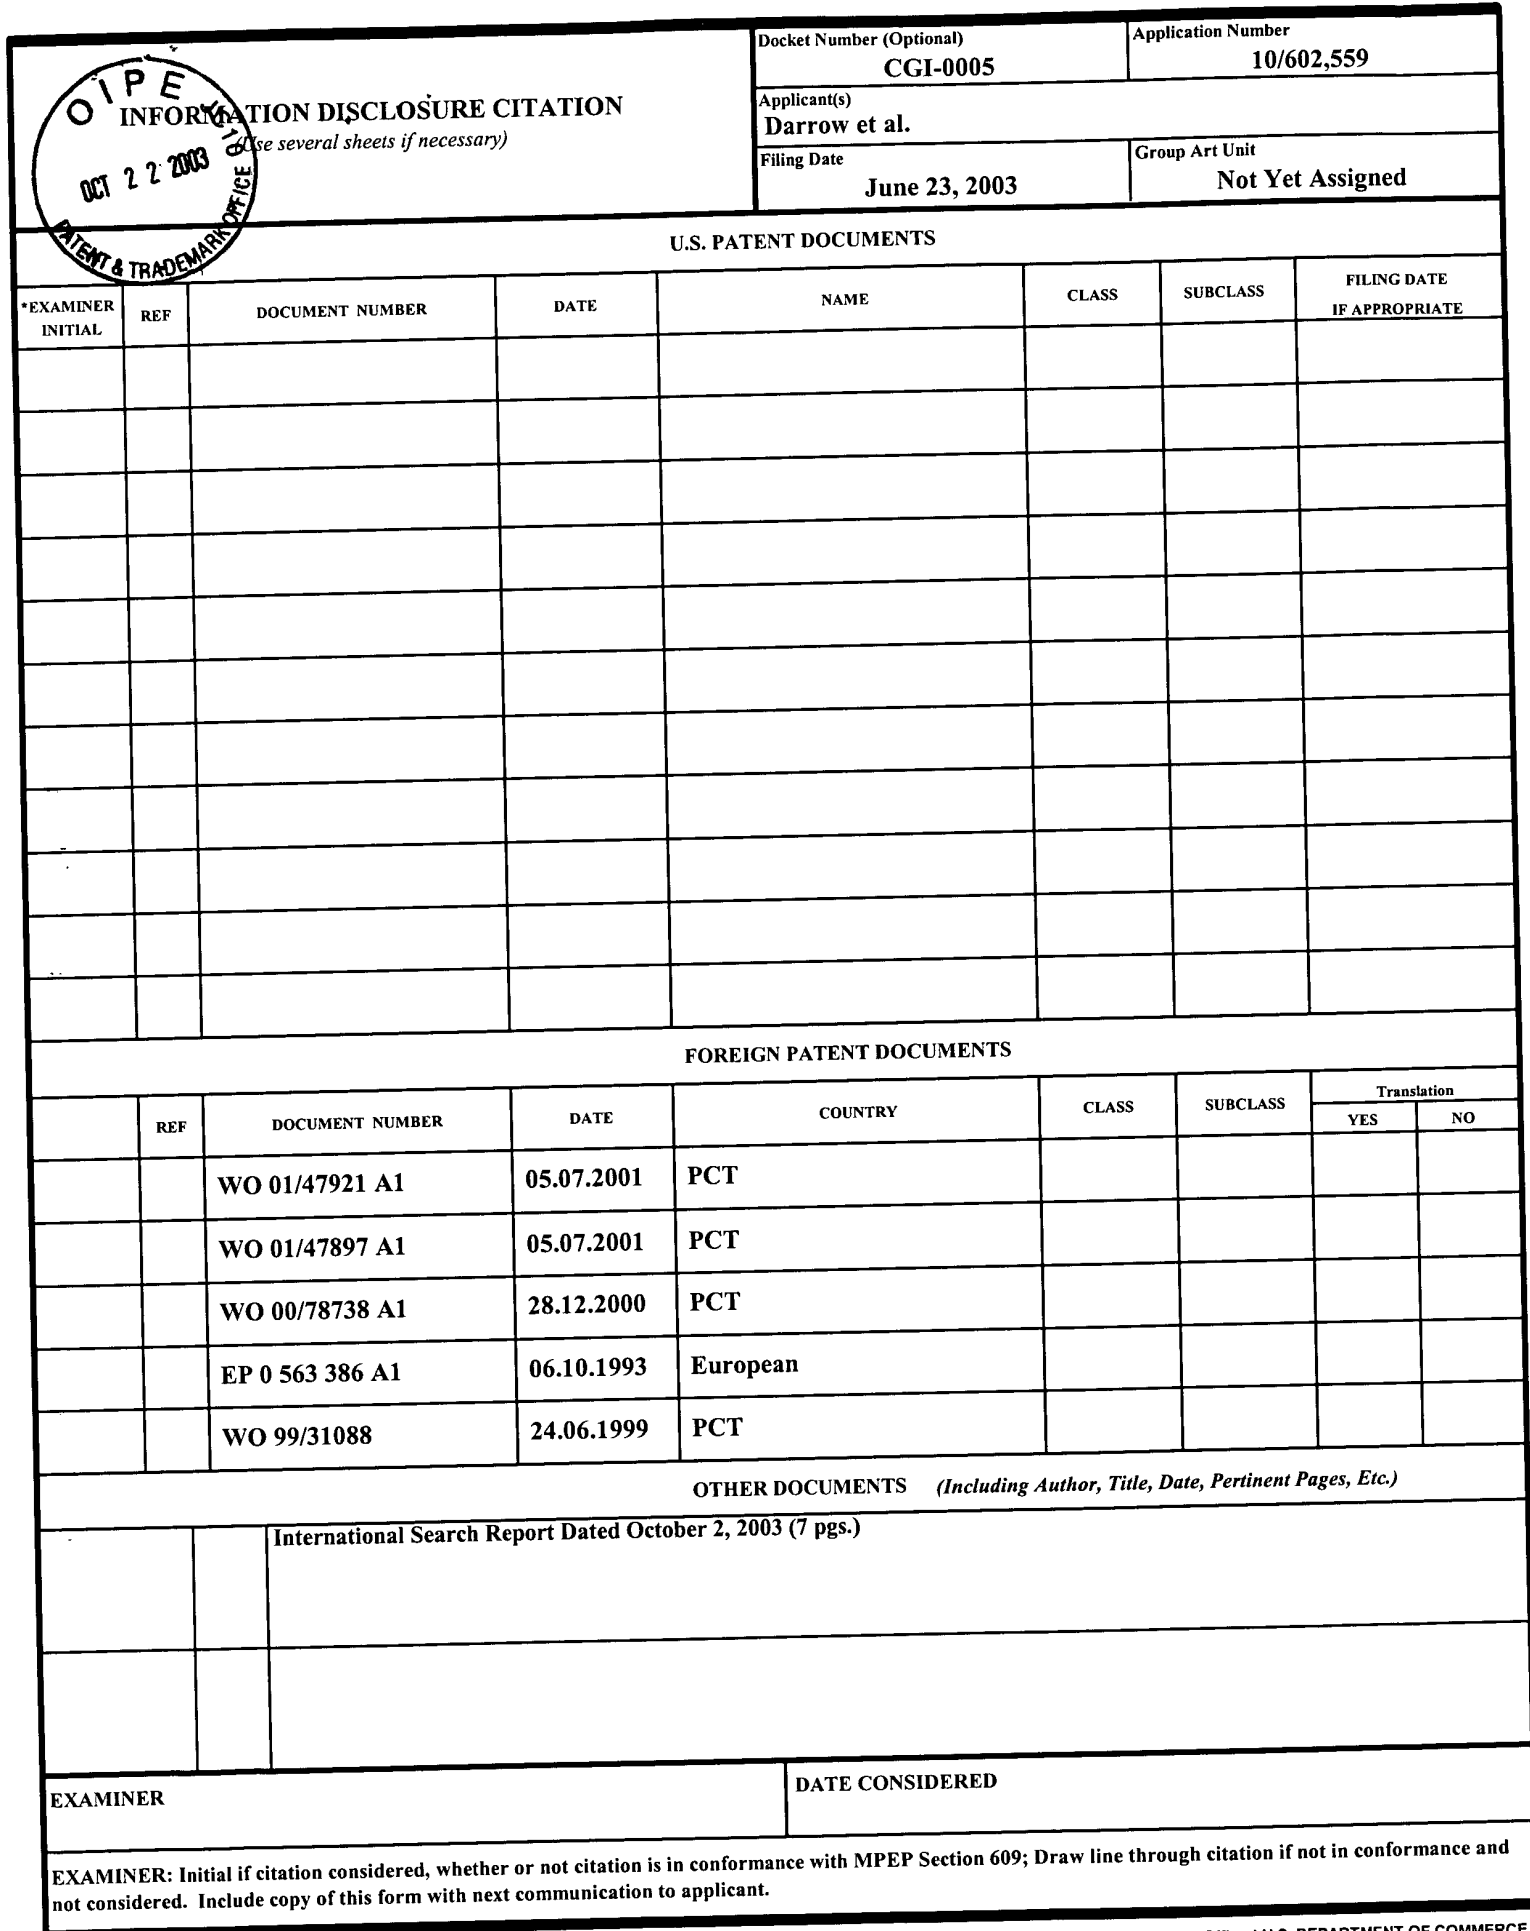 Docket Number (Optional)
CGI-0005
Application Number
10/602,559
OIPE JC10
OCT 22 2003
PATENT & TRADEMARK OFFICE
INFORMATION DISCLOSURE CITATION
(Use several sheets if necessary)
Applicant(s)
Darrow et al.
Filing Date
June 23, 2003
Group Art Unit
Not Yet Assigned
U.S. PATENT DOCUMENTS
*EXAMINER INITIAL REF DOCUMENT NUMBER DATE NAME CLASS SUBCLASS FILING DATE IF APPROPRIATE
FOREIGN PATENT DOCUMENTS
REF DOCUMENT NUMBER DATE COUNTRY CLASS SUBCLASS Translation YES NO
WO 01/47921 A1 05.07.2001 PCT
WO 01/47897 A1 05.07.2001 PCT
WO 00/78738 A1 28.12.2000 PCT
EP 0 563 386 A1 06.10.1993 European
WO 99/31088 24.06.1999 PCT
OTHER DOCUMENTS (Including Author, Title, Date, Pertinent Pages, Etc.)
International Search Report Dated October 2, 2003 (7 pgs.)
EXAMINER
DATE CONSIDERED
EXAMINER: Initial if citation considered, whether or not citation is in conformance with MPEP Section 609; Draw line through citation if not in conformance and
not considered. Include copy of this form with next communication to applicant.
U.S. DEPARTMENT OF COMMERCE